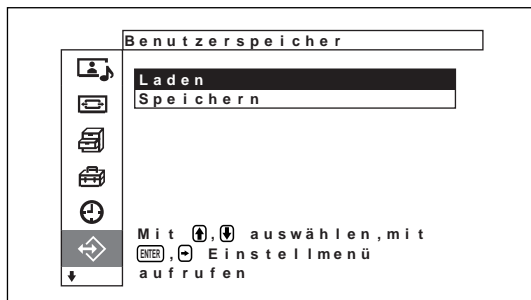 Benutzerspeicher
Laden
Speichern
Mit ↑,↓ auswählen,mit
ENTER,→ Einstellmenü
aufrufen